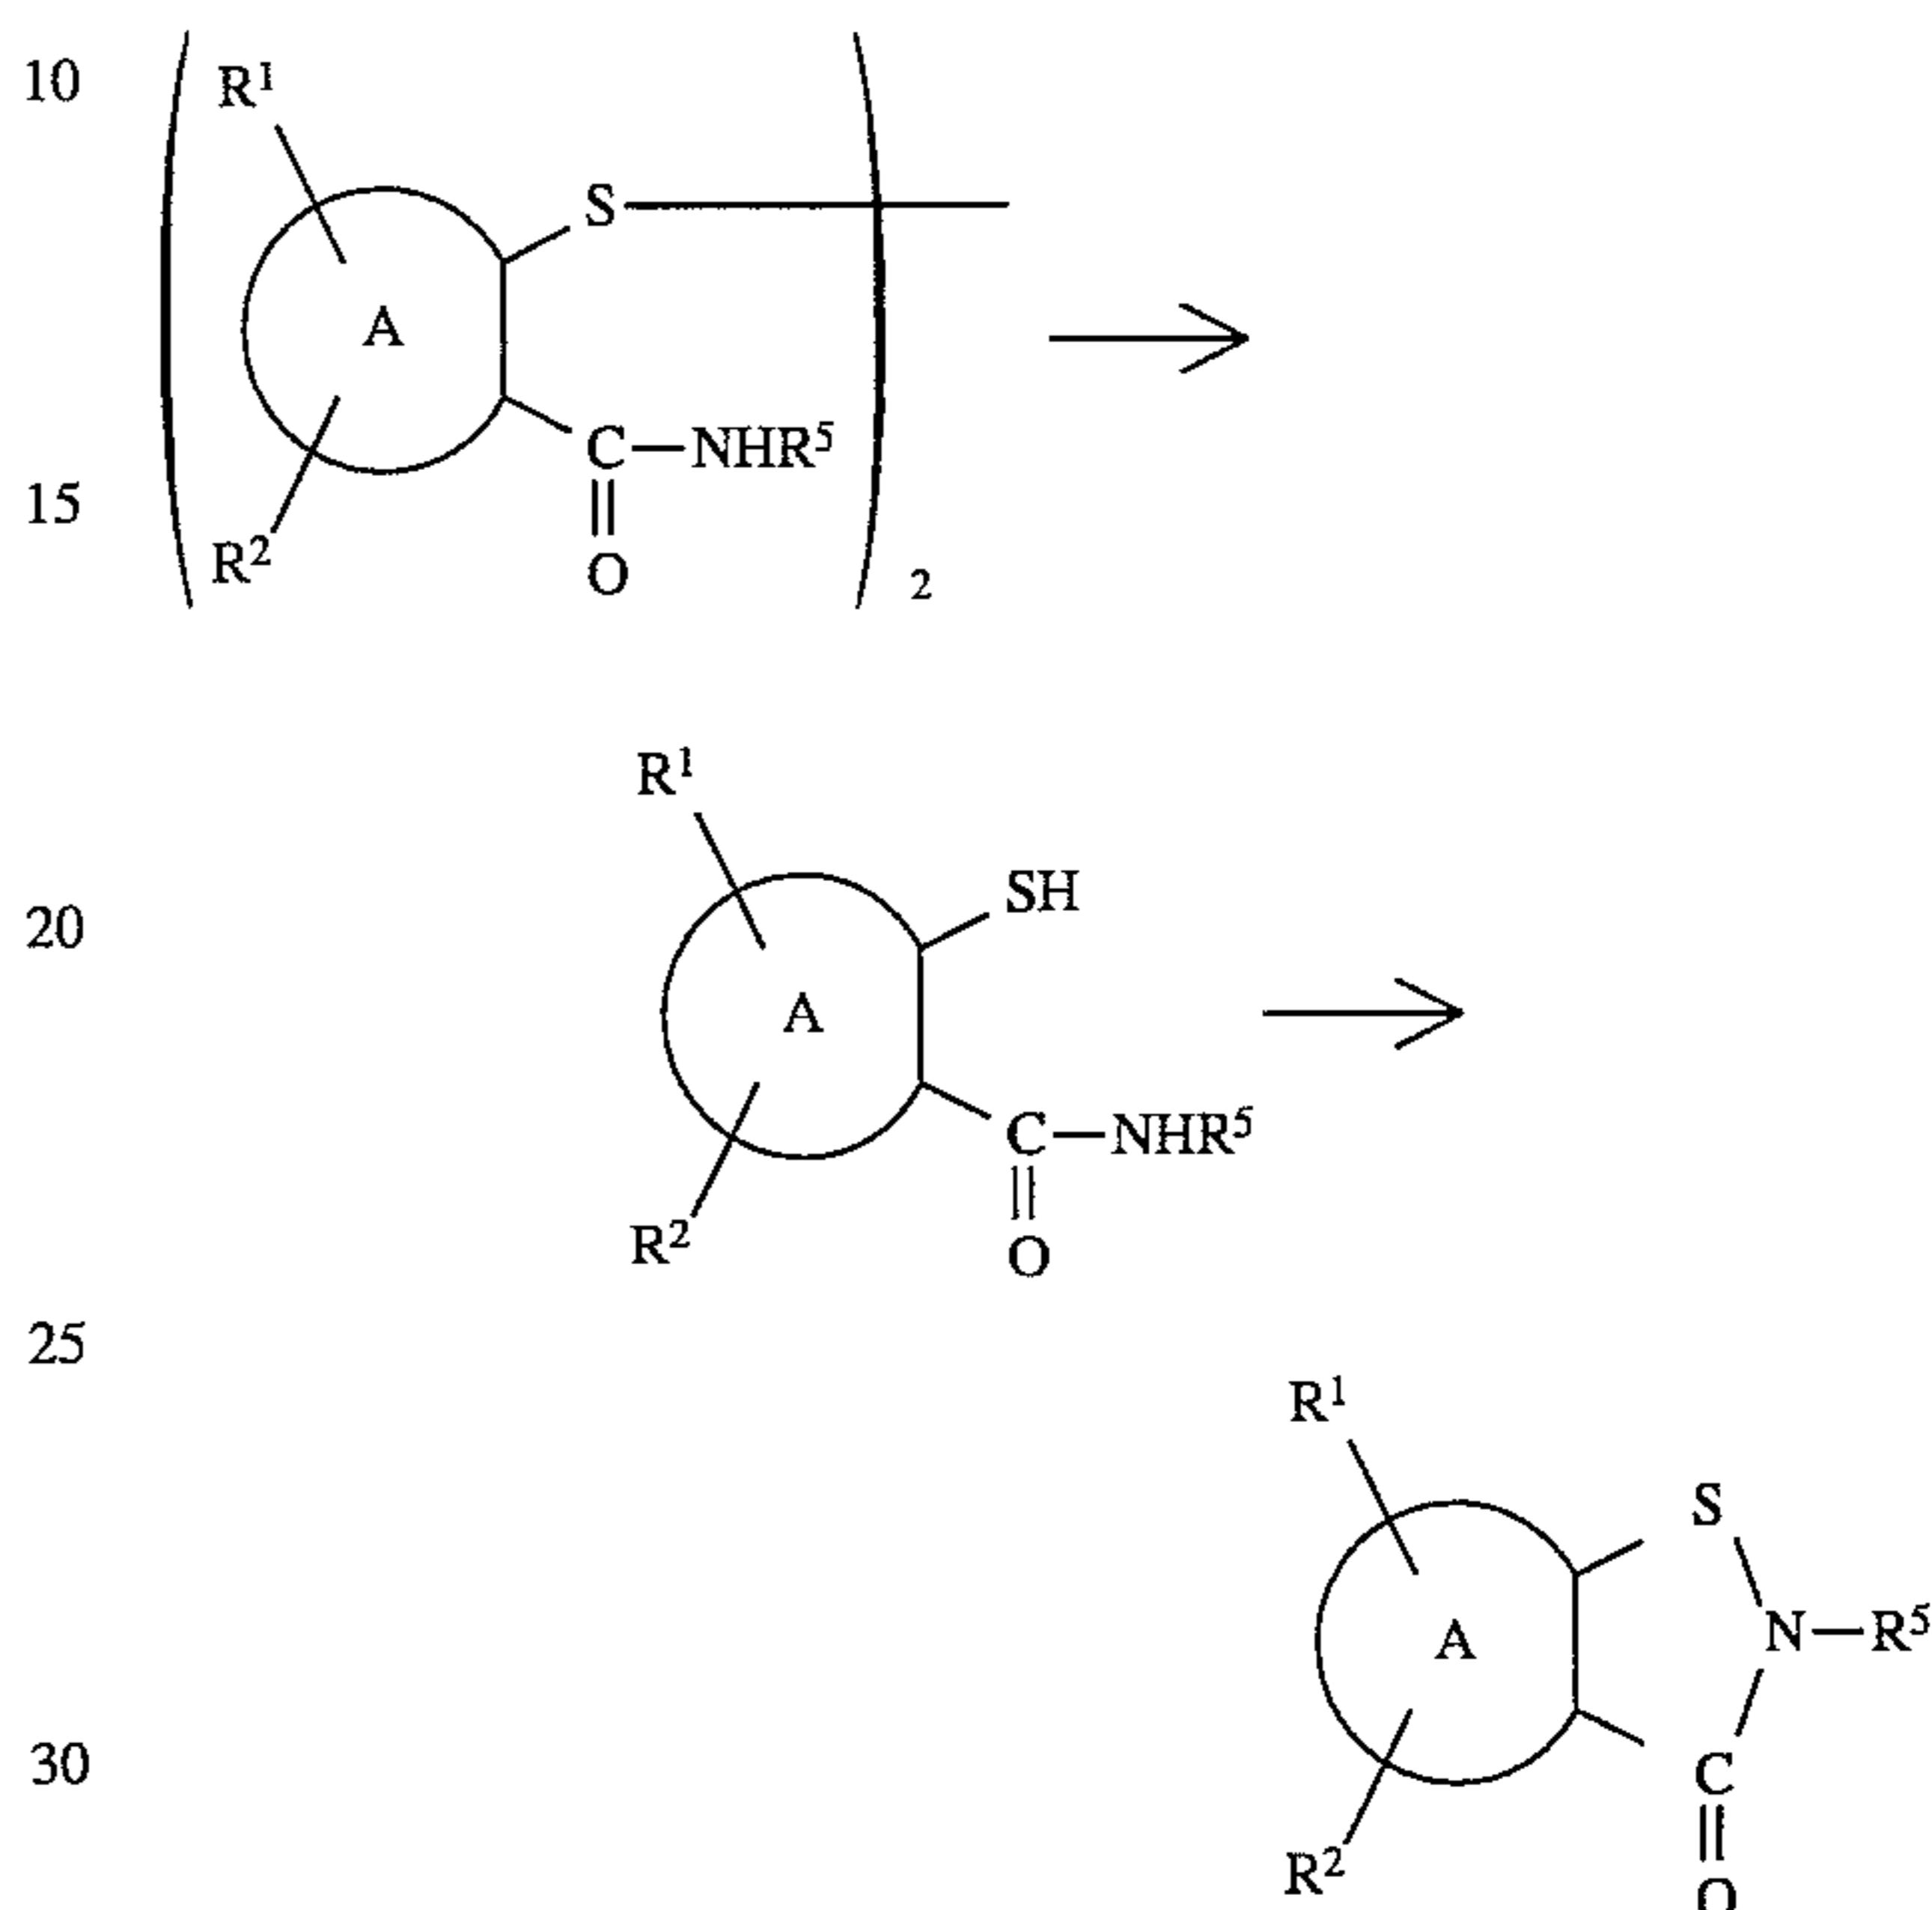 10
R¹
S
A
C—NHR⁵
15
R²
O
2
R¹
SH
20
A
C—NHR⁵
R²
O
25
R¹
S
N—R⁵
A
30
C
R²
O